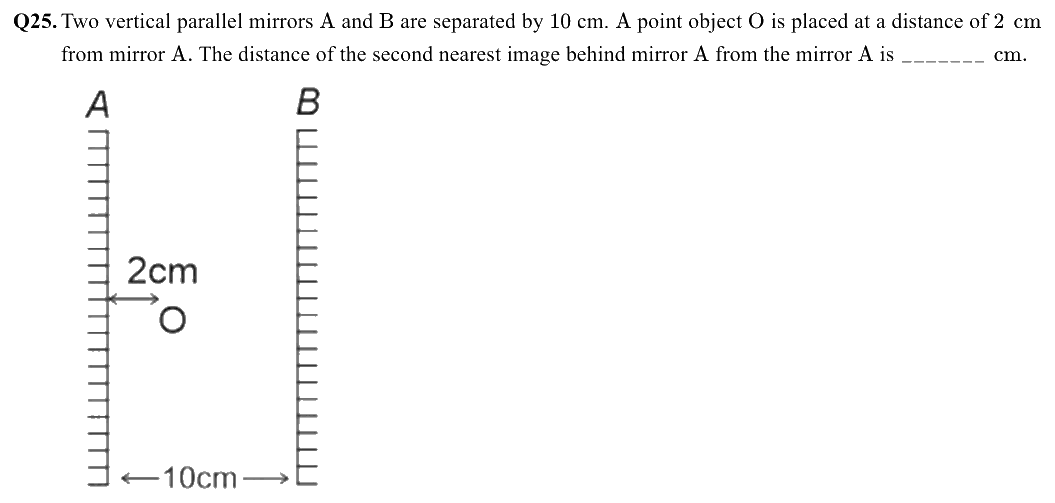 Q25. Two vertical parallel mirrors A and B are separated by 10 cm. A point object O is placed at a distance of 2 cm
from mirror A. The distance of the second nearest image behind mirror A from the mirror A is _______ cm.
A B
2cm
O
10cm